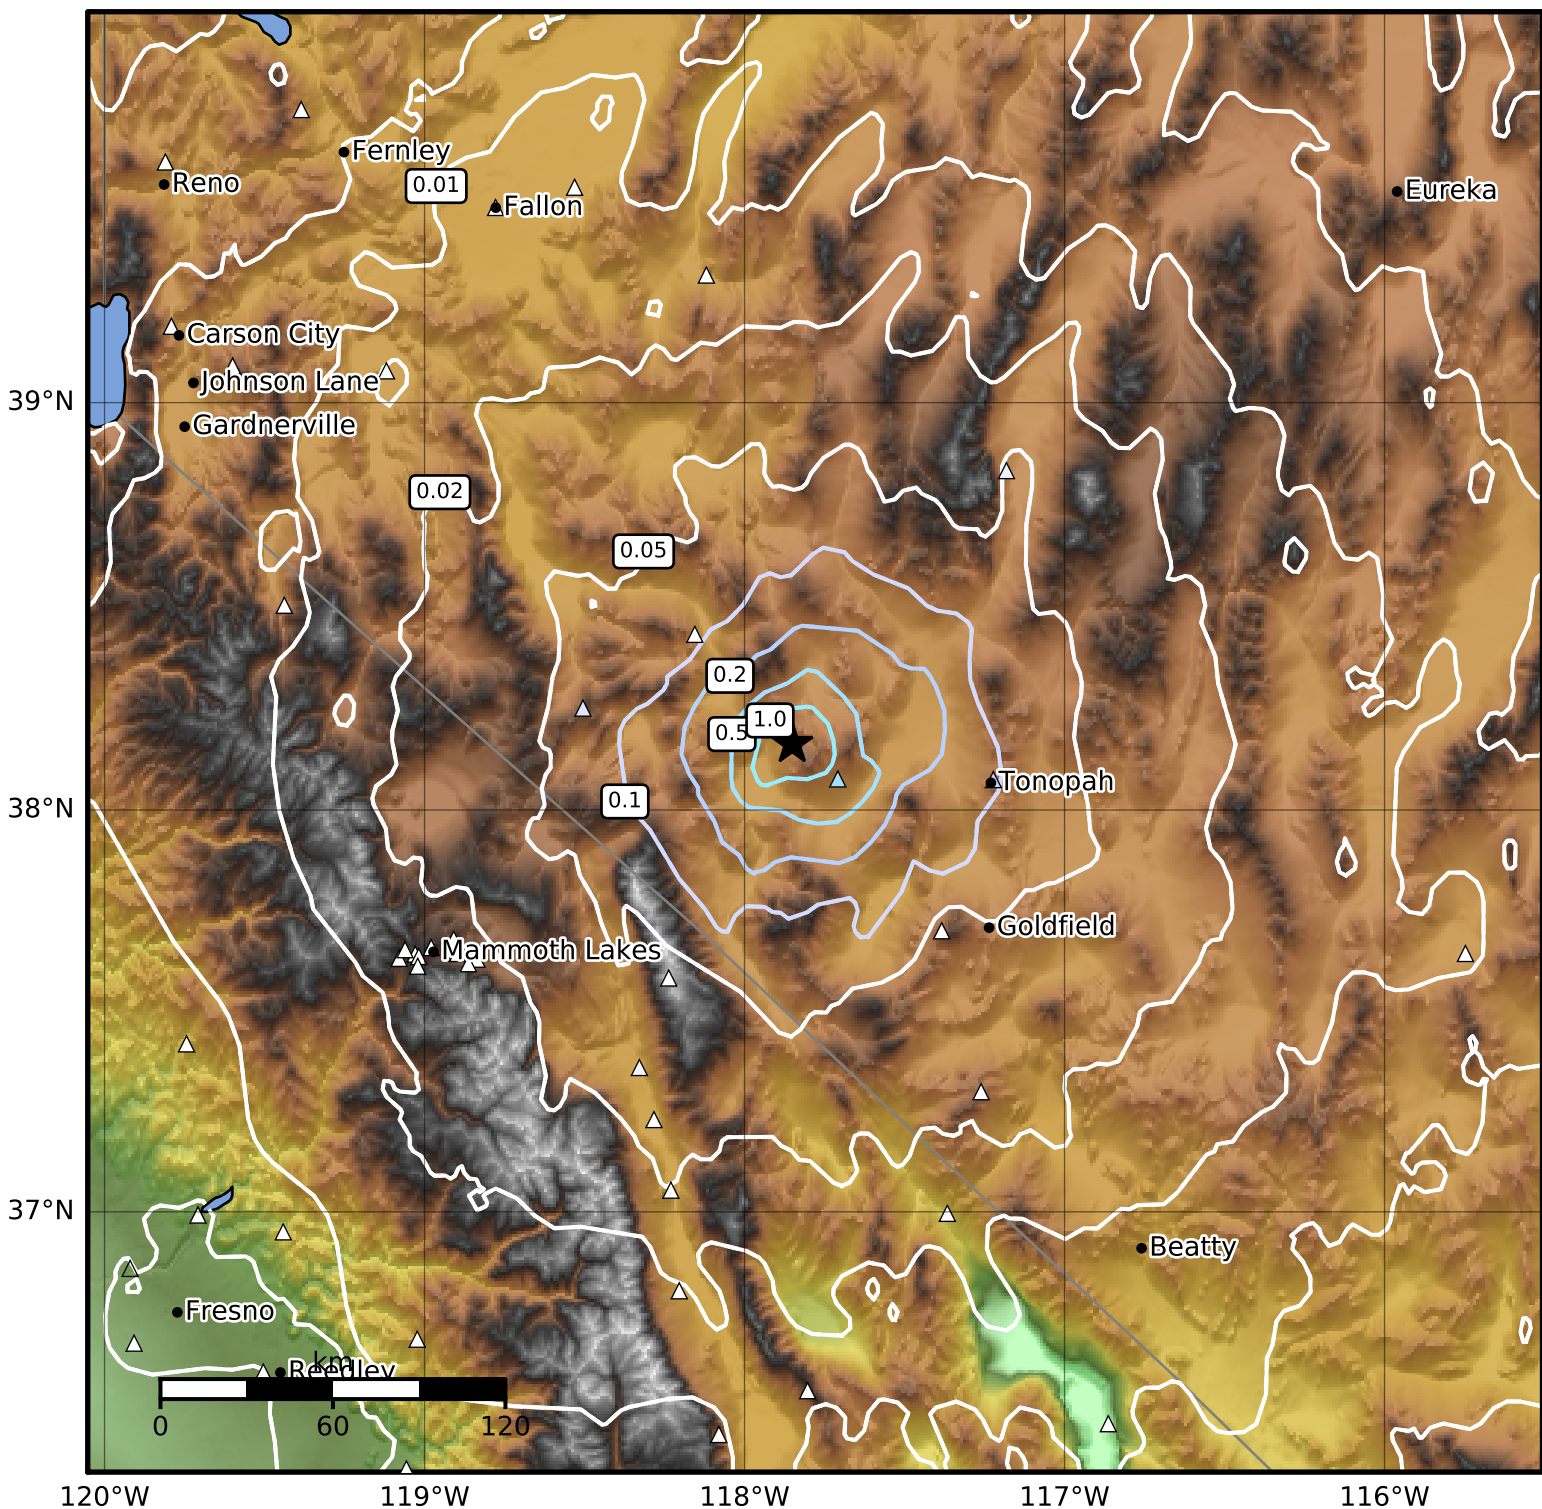 Fernley
Reno
0.01
Fallon
Eureka
Carson City
39°N
Johnson Lane
Gardnerville
0.02
0.05
0.2
1.0
0.5
Tonopah
38°N
0.1
Goldfield
Mammoth Lakes
37°N
Beatty
Fresno
km
Reedley
0 60 120
120°W 119°W 118°W 117°W 116°W